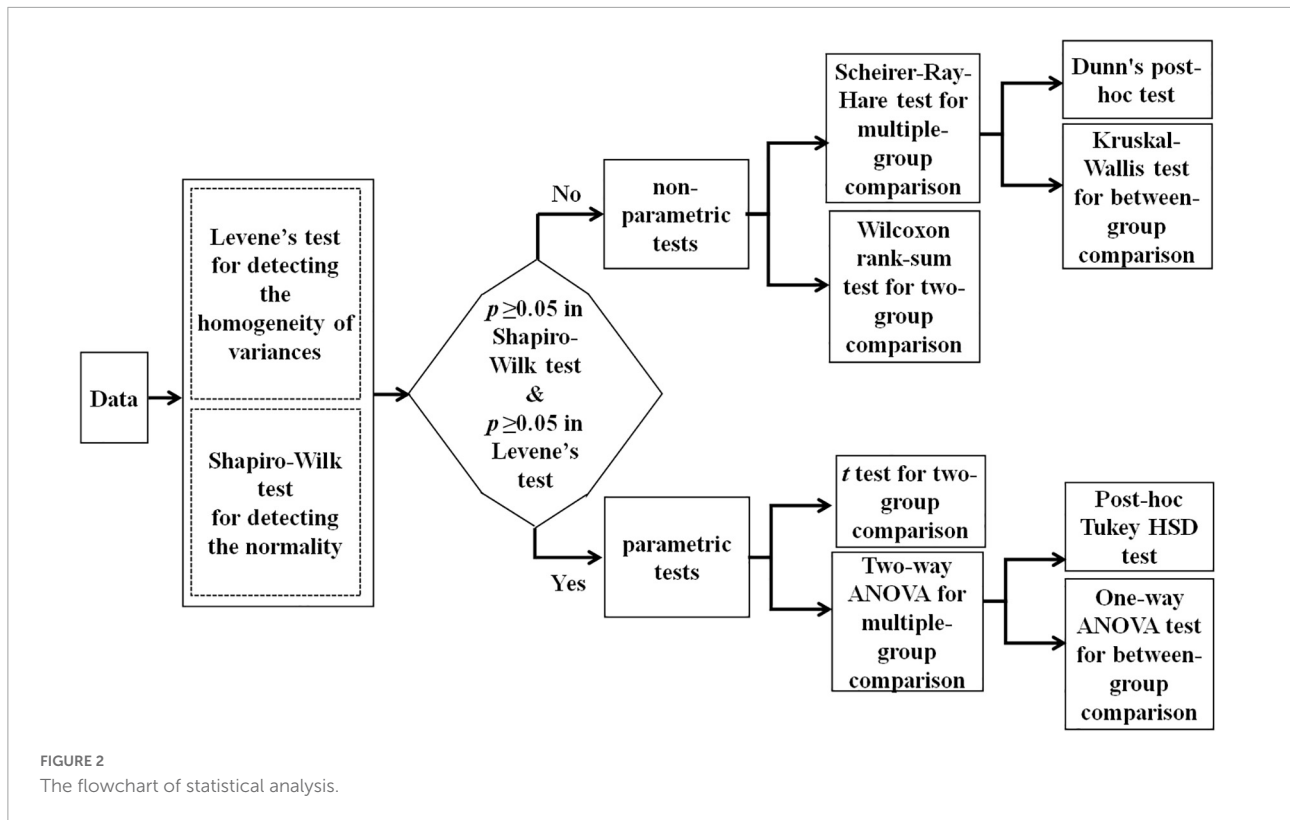 Data
Levene’s test
for detecting
the
homogeneity of
variances
Shapiro-Wilk
test
for detecting
the normality
p ≥0.05 in
Shapiro-
Wilk test
&
p ≥0.05 in
Levene’s
test
No
non-
parametric
tests
Scheirer-Ray-
Hare test for
multiple-
group
comparison
Wilcoxon
rank-sum
test for two-
group
comparison
Dunn's post-
hoc test
Kruskal-
Wallis test
for between-
group
comparison
Yes
parametric
tests
t test for two-
group
comparison
Two-way
ANOVA for
multiple-
group
comparison
Post-hoc
Tukey HSD
test
One-way
ANOVA test
for between-
group
comparison
FIGURE 2
The flowchart of statistical analysis.